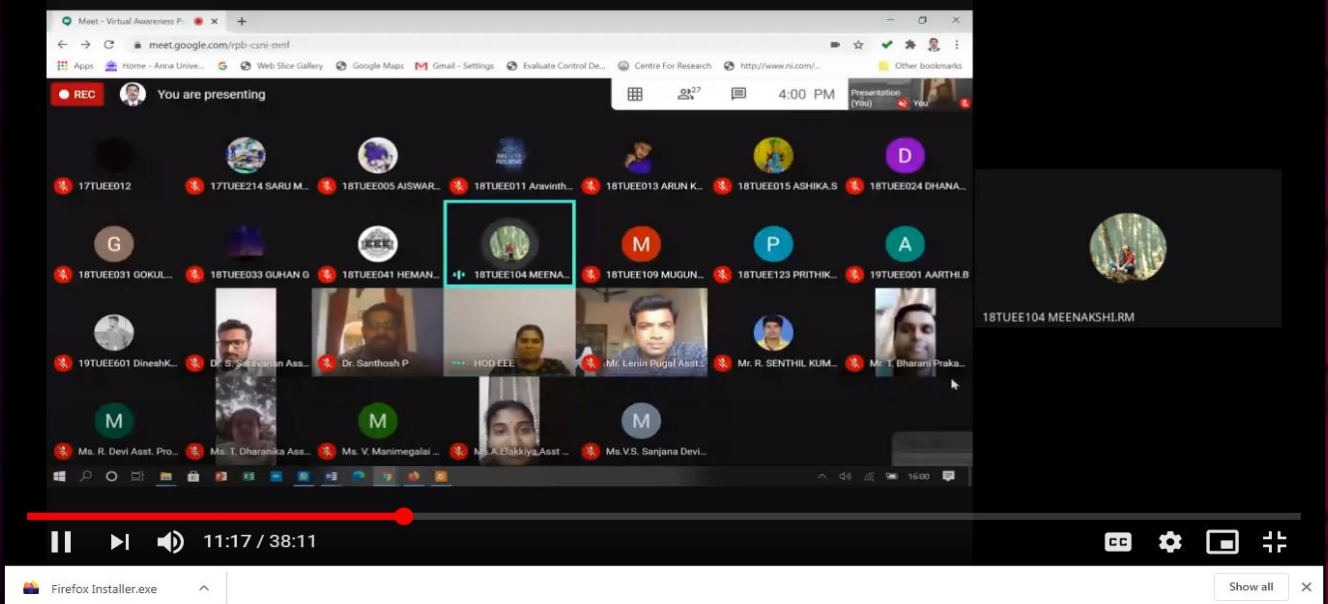 Meet - Virtual Awareness Pr
meet.google.com/rpb-csni-mnf
Apps Home - Anna Unive... Web Slice Gallery Google Maps Gmail - Settings Evaluate Control De... Centre For Research http://www.ni.com/... Other bookmarks
REC You are presenting 27 4:00 PM Presentation (You) You
D
17TUEE012 17TUEE214 SARU M... 18TUEE005 AISWAR... 18TUEE011 Aravinth... 18TUEE013 ARUN K... 18TUEE015 ASHIKA.S 18TUEE024 DHANA...
G EEE M P A
18TUEE031 GOKUL... 18TUEE033 GUHAN G 18TUEE041 HEMAN... 18TUEE104 MEENA... 18TUEE109 MUGUN... 18TUEE123 PRITHIK... 19TUEE001 AARTHI.B
18TUEE104 MEENAKSHI.RM
19TUEE601 DineshK... Dr. S. Saravanan Ass... Dr. Santhosh P HOD EEE Mr. Lenin Pugal Asst... Mr. R. SENTHIL KUM... Mr. T. Bharani Praka...
M M M
Ms. R. Devi Asst. Pro... Ms. T. Dharanika Ass... Ms. V. Manimegalai ... Ms.A.Elakkiya,Asst ... Ms.V.S. Sanjana Devi...
16:00
11:17 / 38:11 CC
Firefox Installer.exe Show all